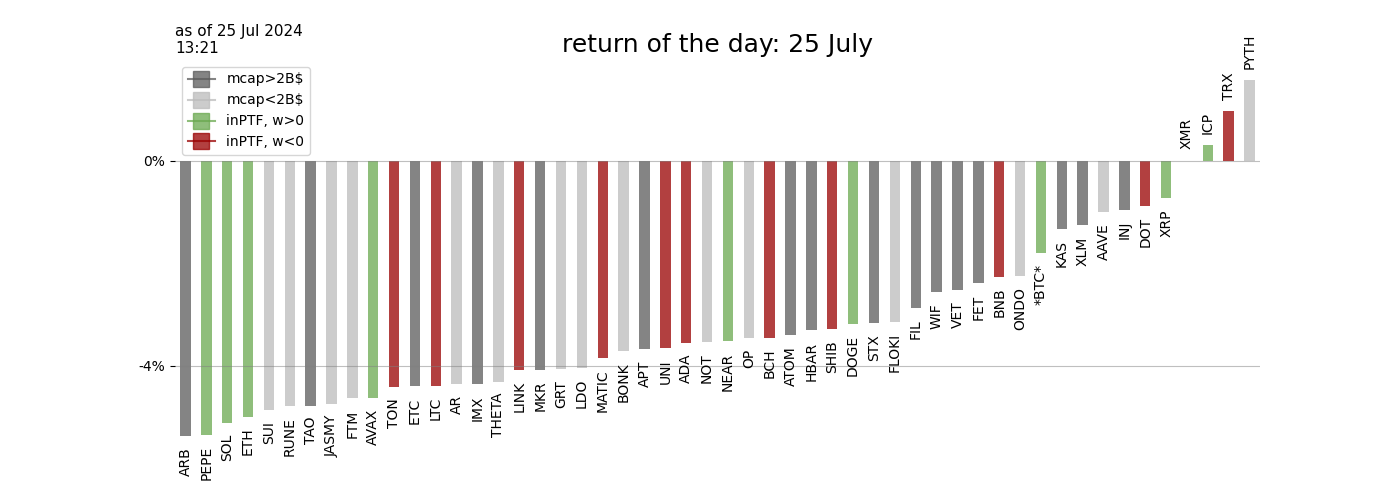 as of 25 Jul 2024
13:21
return of the day: 25 July
mcap>2B$
mcap<2B$
inPTF, w>0
inPTF, w<0
0%
-4%
ARB
PEPE
SOL
ETH
SUI
RUNE
TAO
JASMY
FTM
AVAX
TON
ETC
LTC
AR
IMX
THETA
LINK
MKR
GRT
LDO
MATIC
BONK
APT
UNI
ADA
NOT
NEAR
OP
BCH
ATOM
HBAR
SHIB
DOGE
STX
FLOKI
FIL
WIF
VET
FET
BNB
ONDO
*BTC*
KAS
XLM
AAVE
INJ
DOT
XRP
XMR
ICP
TRX
PYTH